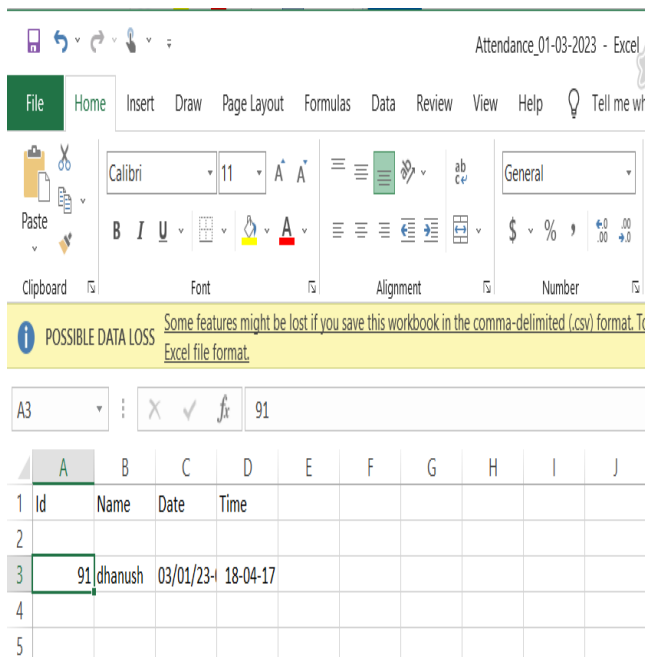 Attendance_01-03-2023 - Excel
File Home Insert Draw Page Layout Formulas Data Review View Help Tell me wh
Calibri 11 A A ab General
Paste B I U A $ % , .00 .00
Clipboard Font Alignment Number
POSSIBLE DATA LOSS Some features might be lost if you save this workbook in the comma-delimited (.csv) format. To
Excel file format.
A3 fx 91
A B C D E F G H I J
1 Id Name Date Time
2
3 91 dhanush 03/01/23-( 18-04-17
4
5